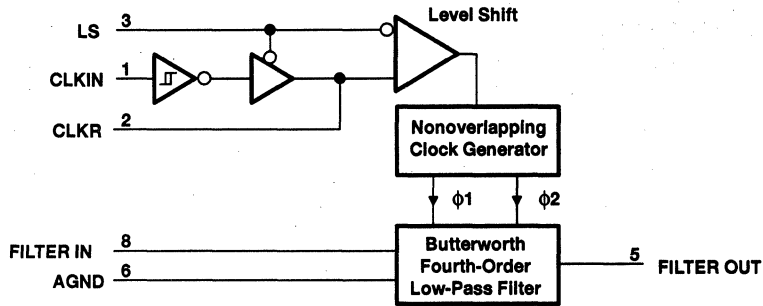 Level Shift
3
LS
1
CLKIN
2
CLKR
Nonoverlapping
Clock Generator
ϕ1
ϕ2
8
FILTER IN
6
AGND
Butterworth
Fourth-Order
Low-Pass Filter
5
FILTER OUT